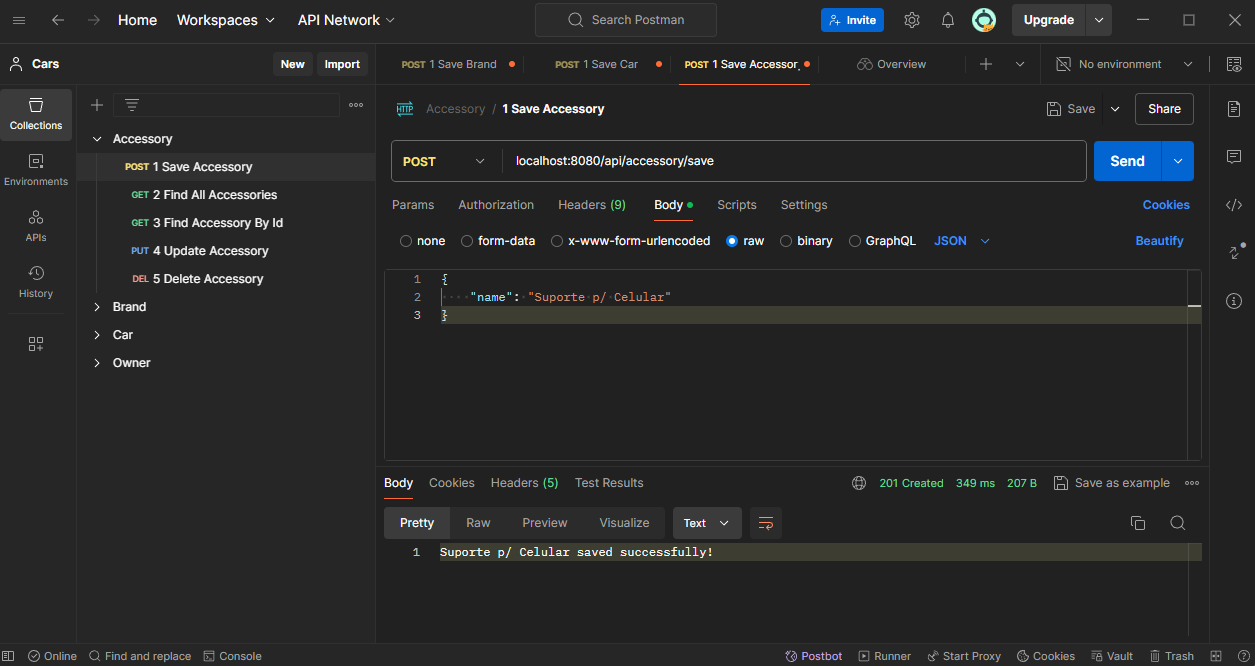 Home Workspaces API Network Search Postman Invite Upgrade
Cars New Import POST 1 Save Brand POST 1 Save Car POST 1 Save Accessor Overview No environment
Collections
Environments
APIs
History
Accessory
POST 1 Save Accessory
GET 2 Find All Accessories
GET 3 Find Accessory By Id
PUT 4 Update Accessory
DEL 5 Delete Accessory
Brand
Car
Owner
HTTP Accessory / 1 Save Accessory Save Share
POST localhost:8080/api/accessory/save Send
Params Authorization Headers (9) Body Scripts Settings Cookies
none form-data x-www-form-urlencoded raw binary GraphQL JSON Beautify
1 {
2 "name": "Suporte p/ Celular"
3 }
Body Cookies Headers (5) Test Results 201 Created 349 ms 207 B Save as example
Pretty Raw Preview Visualize Text
1 Suporte p/ Celular saved successfully!
Online Find and replace Console Postbot Runner Start Proxy Cookies Vault Trash